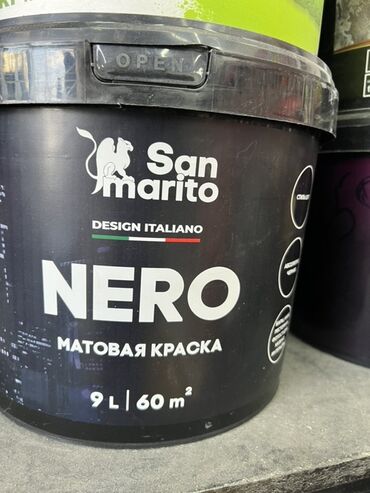 OPEN
San
marito
DESIGN ITALIANO
NERO
МАТОВАЯ КРАСКА
9 L | 60 m²